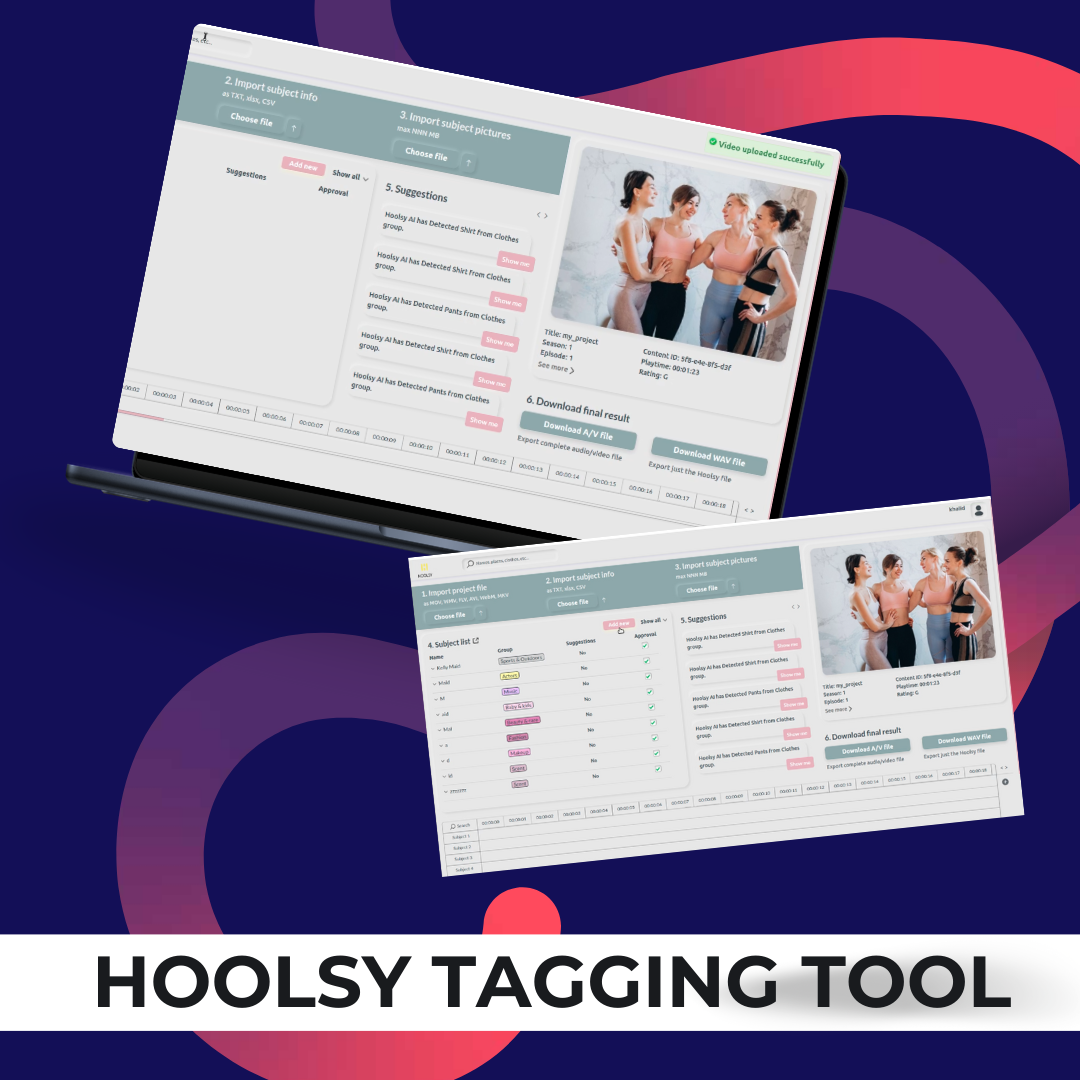 2. Import subject info
as TXT, xlsx, CSV
Choose file
3. Import subject pictures
max NNN MB
Choose file
Video uploaded successfully
Add new
Show all
Suggestions
Approval
5. Suggestions
Hoolsy AI has Detected Shirt from Clothes
group.
Show me
Hoolsy AI has Detected Shirt from Clothes
group.
Show me
Hoolsy AI has Detected Pants from Clothes
group.
Show me
Hoolsy AI has Detected Shirt from Clothes
group.
Show me
Hoolsy AI has Detected Pants from Clothes
group.
Show me
Title: my_project
Season: 1
Episode: 1
See more
Content ID: 5f8-e4e-8f5-d3f
Playtime: 00:01:23
Rating: G
6. Download final result
Download A/V file
Export complete audio/video file
Download WAV file
Export just the Hoolsy file
00:00:03 00:00:04 00:00:05 00:00:06 00:00:07 00:00:08 00:00:09 00:00:10 00:00:11 00:00:12 00:00:13 00:00:14 00:00:15 00:00:16 00:00:17 00:00:18
khalid
HOOLSY
1. Import project file
as MOV, WMV, FLV, AVI, WebM, MKV
Choose file
2. Import subject info
as TXT, xlsx, CSV
Choose file
3. Import subject pictures
max NNN MB
Choose file
4. Subject list
Add new
Show all
Name Group Suggestions Approval
Kelly Maid Sports & Outdoors No
Maid Actors No
M Music No
aid Baby & kids No
Mai Beauty & care No
a Fashion No
d Makeup No
Vi Scent No
zzzzzzz Scent No
5. Suggestions
Hoolsy AI has Detected Shirt from Clothes
group.
Show me
Hoolsy AI has Detected Shirt from Clothes
group.
Show me
Hoolsy AI has Detected Pants from Clothes
group.
Show me
Hoolsy AI has Detected Shirt from Clothes
group.
Show me
Hoolsy AI has Detected Pants from Clothes
group.
Show me
Title: my_project
Season: 1
Episode: 1
See more
Content ID: 5f8-e4e-8f5-d3f
Playtime: 00:01:23
Rating: G
6. Download final result
Download A/V file
Export complete audio/video file
Download WAV file
Export just the Hoolsy file
Search
Subject 1
Subject 2
Subject 3
Subject 4
HOOLSY TAGGING TOOL